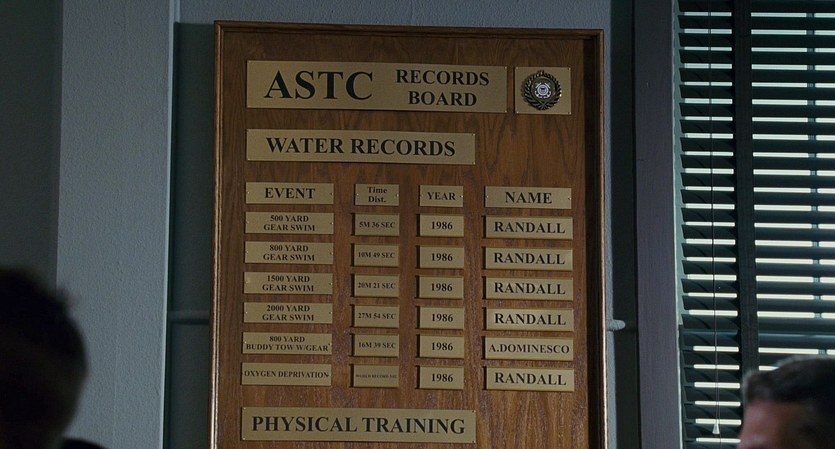 ASTC RECORDS BOARD
WATER RECORDS
EVENT Time Dist. YEAR NAME
500 YARD GEAR SWIM 5M 36 SEC 1986 RANDALL
800 YARD GEAR SWIM 10M 49 SEC 1986 RANDALL
1500 YARD GEAR SWIM 20M 21 SEC 1986 RANDALL
2000 YARD GEAR SWIM 27M 54 SEC 1986 RANDALL
800 YARD BUDDY TOW W/GEAR 16M 39 SEC 1986 A.DOMINESCO
OXYGEN DEPRIVATION 1986 RANDALL
PHYSICAL TRAINING